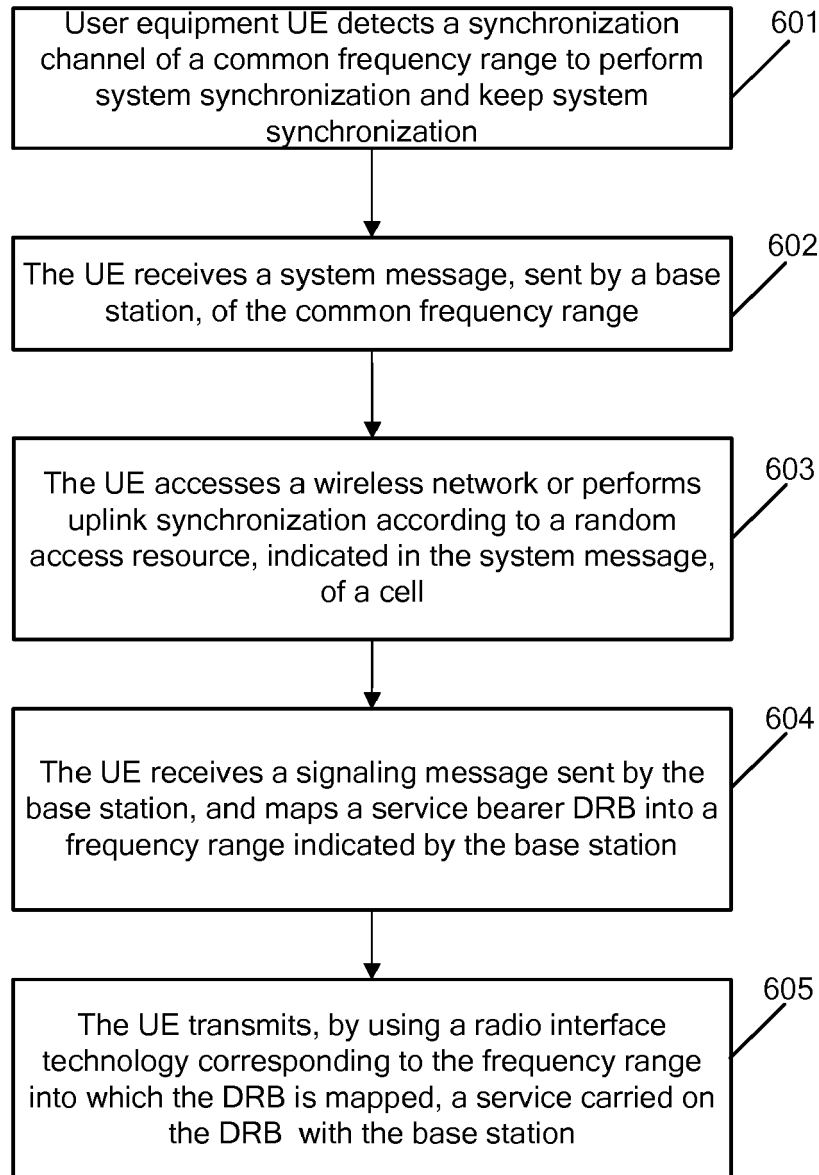 User equipment UE detects a synchronization
channel of a common frequency range to perform
system synchronization and keep system
synchronization
601
The UE receives a system message, sent by a base
station, of the common frequency range
602
The UE accesses a wireless network or performs
uplink synchronization according to a random
access resource, indicated in the system message,
of a cell
603
The UE receives a signaling message sent by the
base station, and maps a service bearer DRB into a
frequency range indicated by the base station
604
The UE transmits, by using a radio interface
technology corresponding to the frequency range
into which the DRB is mapped, a service carried on
the DRB with the base station
605